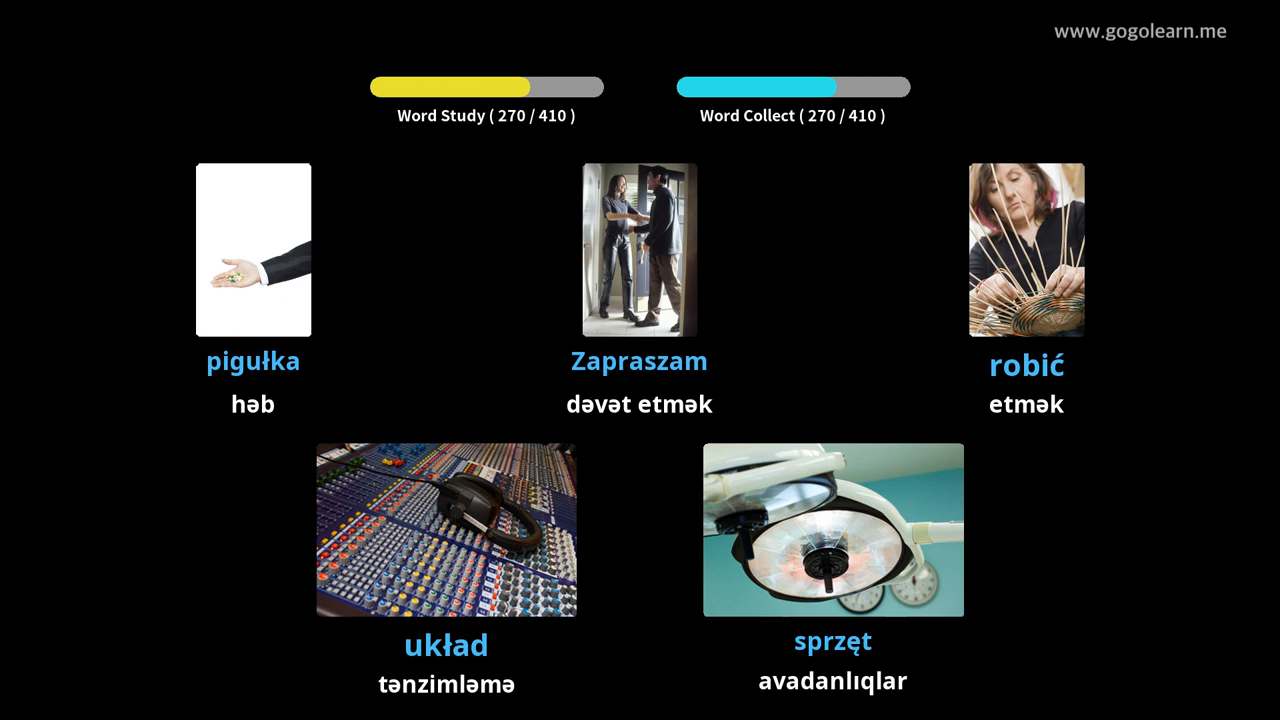 www.gogolearn.me
Word Study ( 270 / 410 )
Word Collect ( 270 / 410 )
pigułka
Zapraszam
robić
həb
dəvət etmək
etmək
układ
sprzęt
tənzimləmə
avadanlıqlar